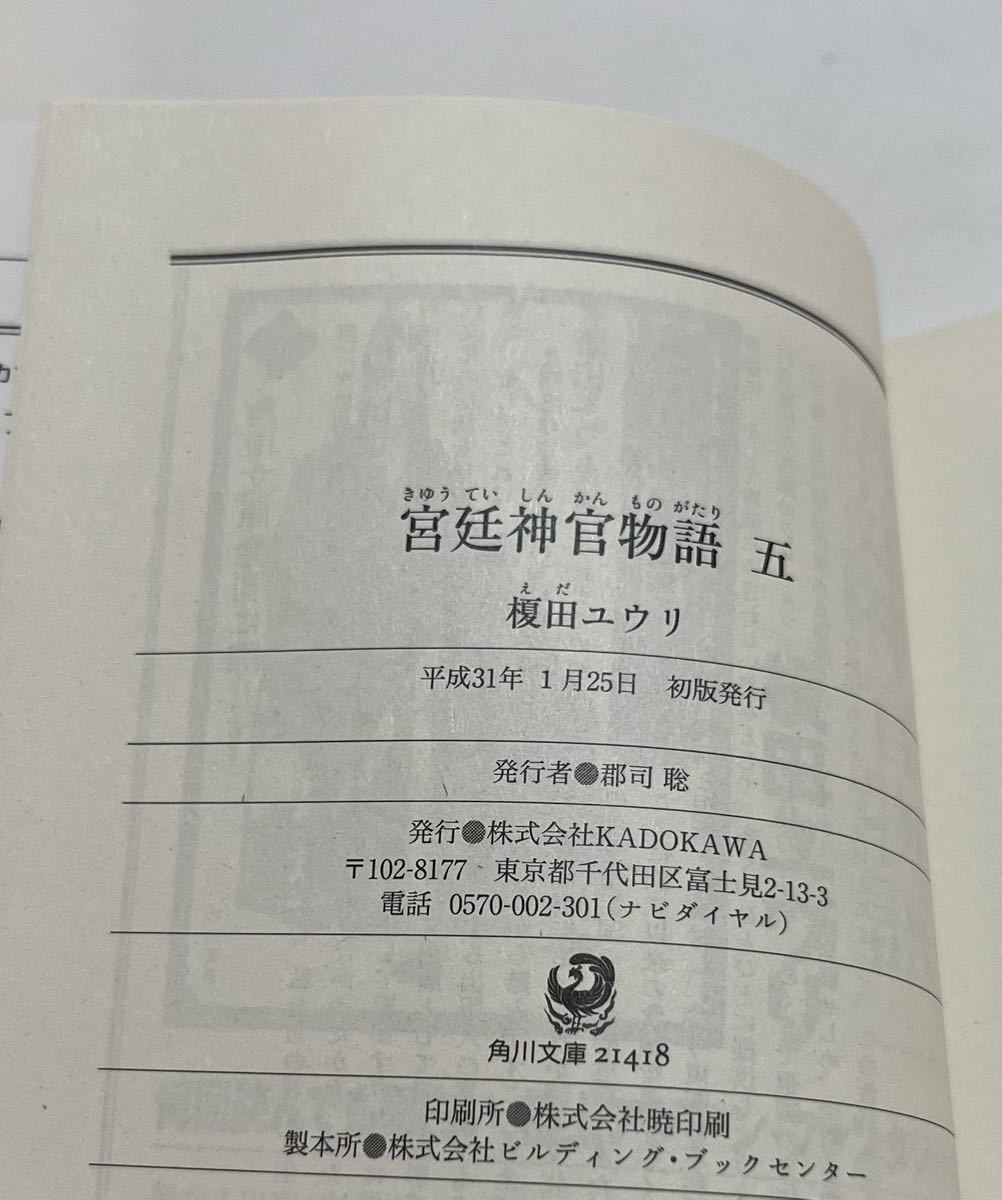 きゆう てい しん かん もの がたり
宮廷神官物語 五
えだ
榎田ユウリ
平成31年 1月25日 初版発行
発行者●郡司 聡
発行●株式会社KADOKAWA
〒102-8177 東京都千代田区富士見2-13-3
電話 0570-002-301(ナビダイヤル)
角川文庫 21418
印刷所●株式会社暁印刷
製本所●株式会社ビルディング・ブックセンター